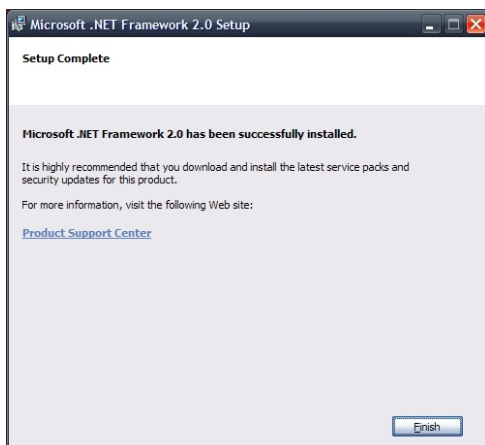 Microsoft .NET Framework 2.0 Setup
Setup Complete
Microsoft .NET Framework 2.0 has been successfully installed.
It is highly recommended that you download and install the latest service packs and
security updates for this product.
For more information, visit the following Web site:
Product Support Center
Finish